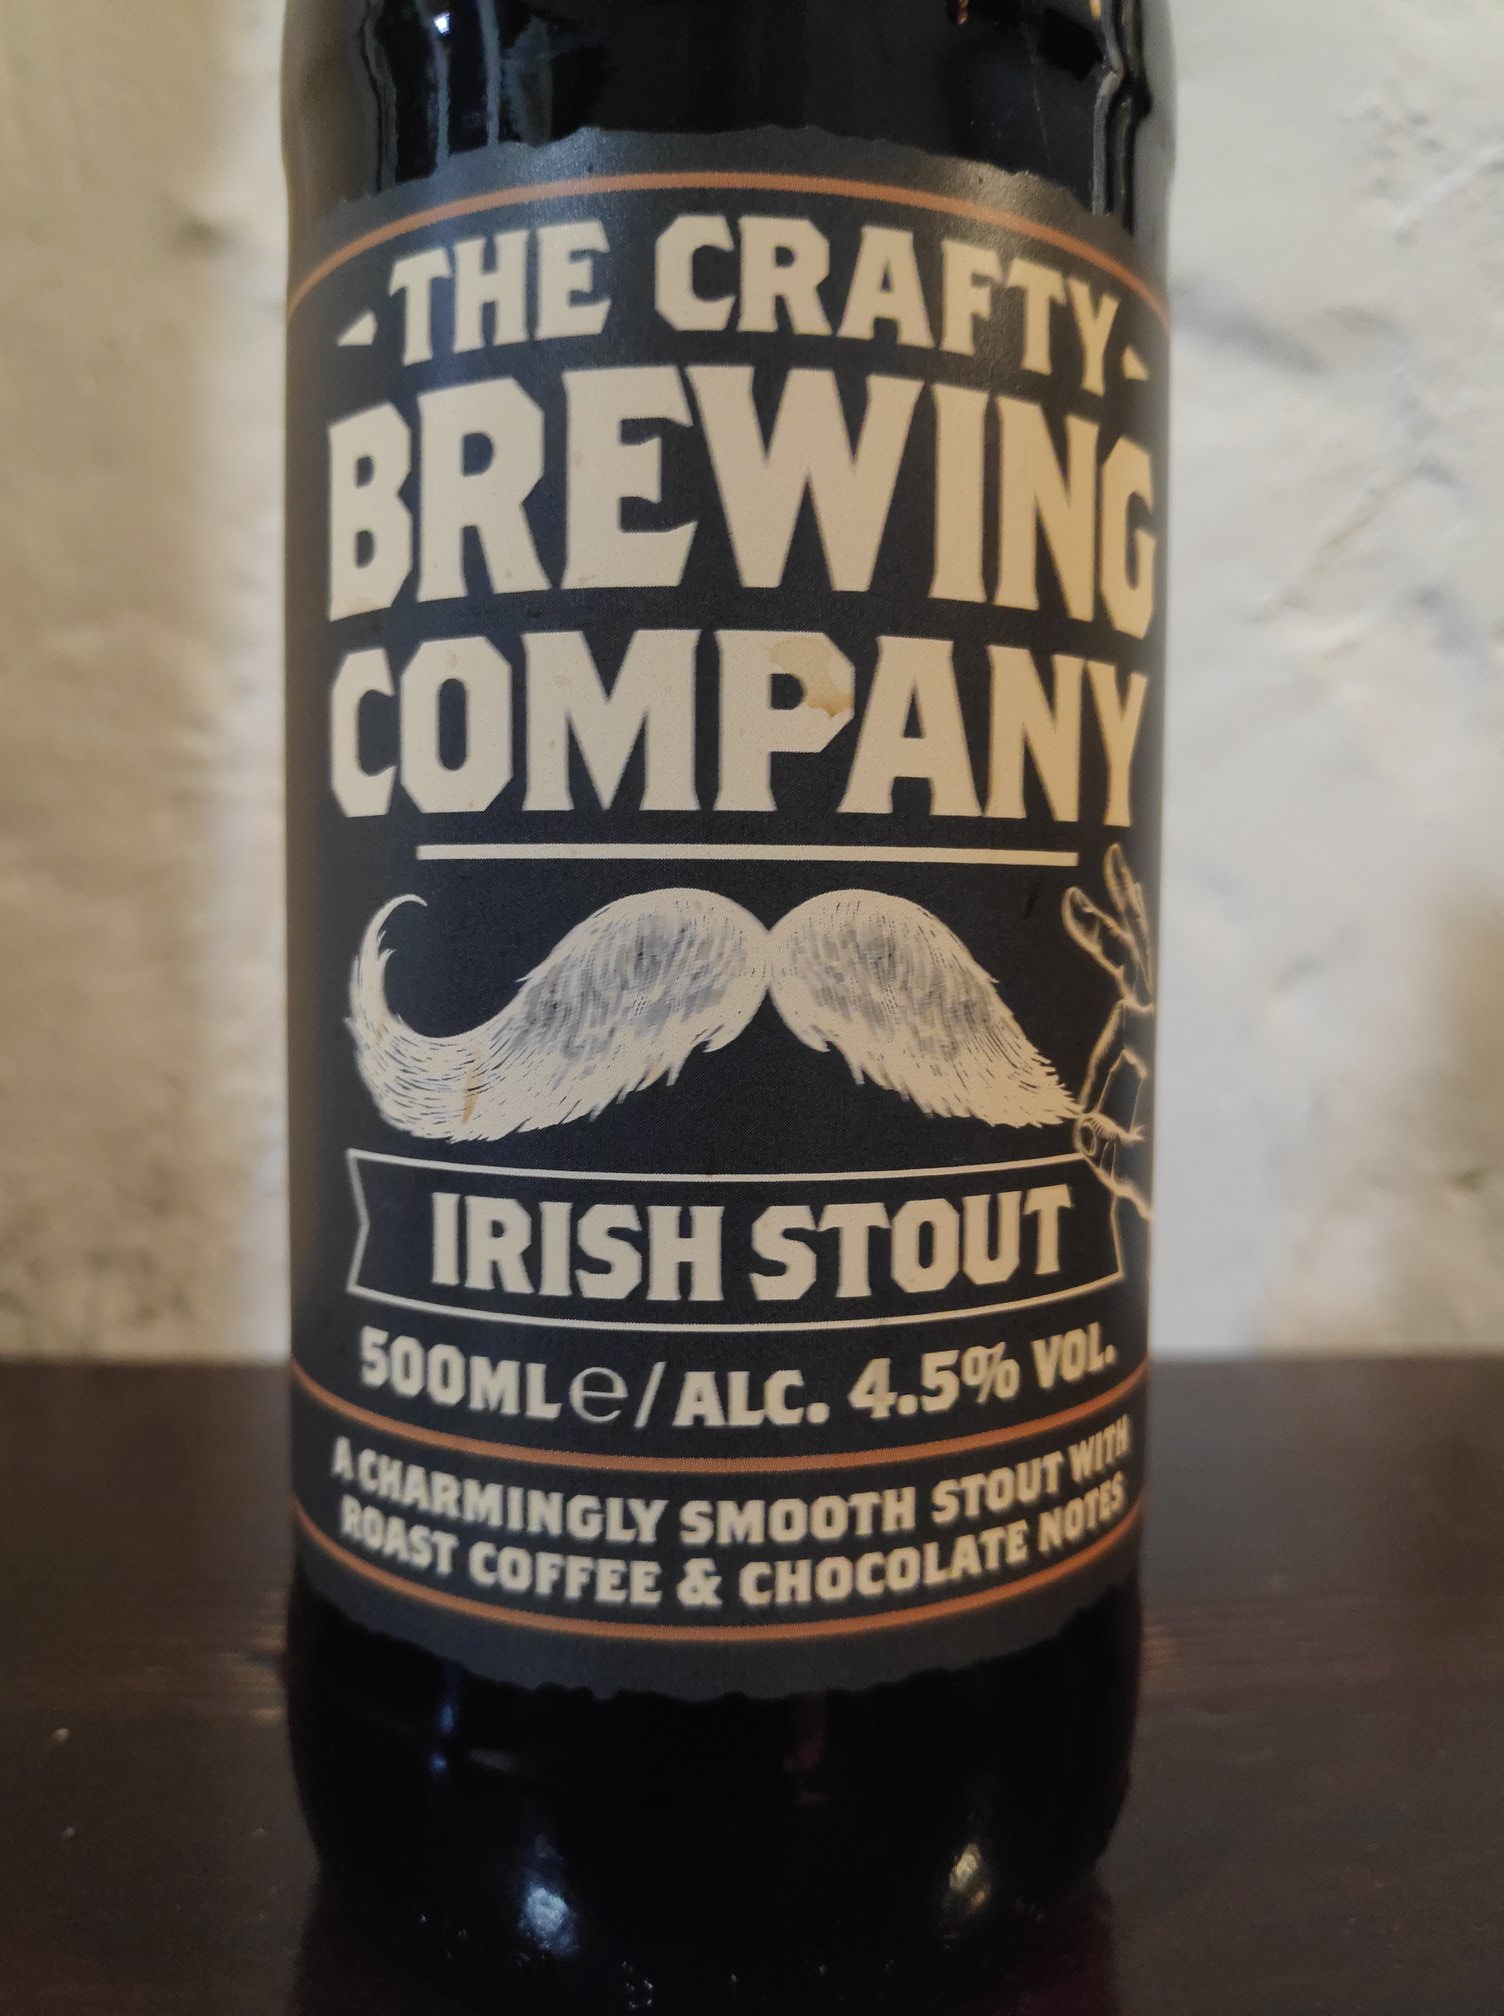 THE CRAFTY
BREWING
COMPANY
IRISH STOUT
500ML℮/ALC. 4.5% VOL.
A CHARMINGLY SMOOTH STOUT WITH
ROAST COFFEE & CHOCOLATE NOTES